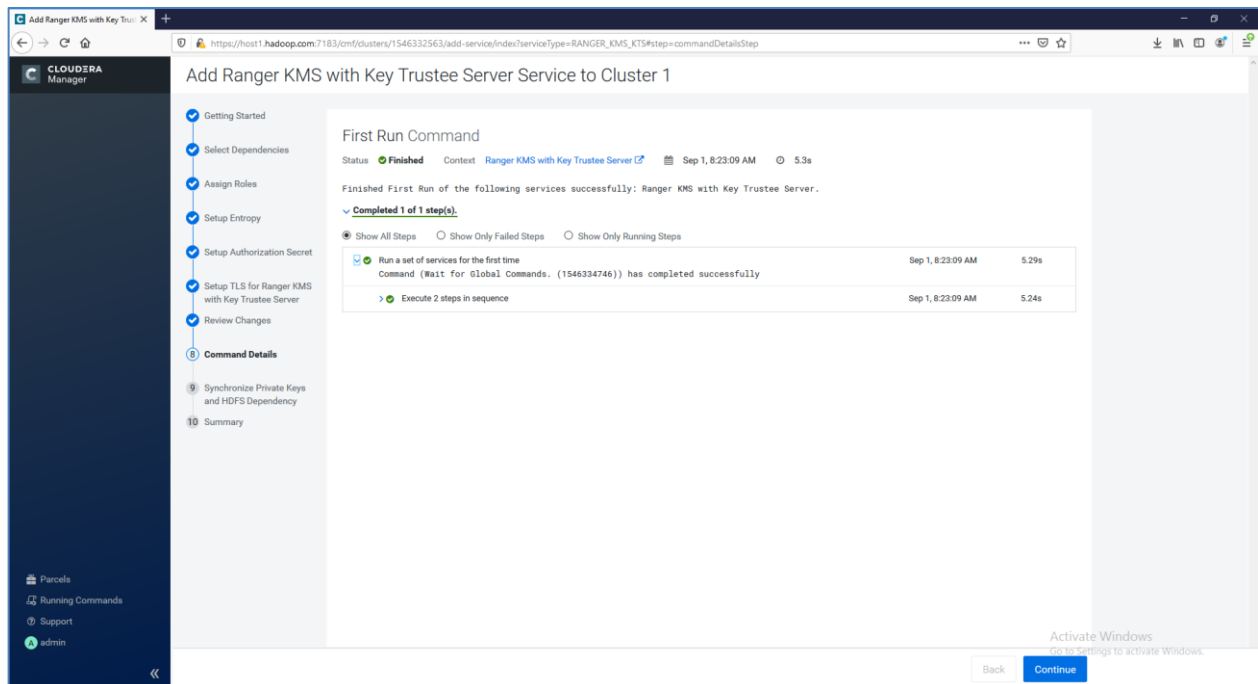 Add Ranger KMS with Key Trus
https://host1.hadoop.com:7183/cmf/clusters/1546332563/add-service/index?serviceType=RANGER_KMS_KTS#step=commandDetailsStep
CLOUDERA
Manager
Add Ranger KMS with Key Trustee Server Service to Cluster 1
Getting Started
Select Dependencies
Assign Roles
Setup Entropy
Setup Authorization Secret
Setup TLS for Ranger KMS
with Key Trustee Server
Review Changes
8 Command Details
9 Synchronize Private Keys
and HDFS Dependency
10 Summary
First Run Command
Status Finished Context Ranger KMS with Key Trustee Server Sep 1, 8:23:09 AM 5.3s
Finished First Run of the following services successfully: Ranger KMS with Key Trustee Server.
Completed 1 of 1 step(s).
Show All Steps Show Only Failed Steps Show Only Running Steps
Run a set of services for the first time Sep 1, 8:23:09 AM 5.29s
Command (Wait for Global Commands. (1546334746)) has completed successfully
Execute 2 steps in sequence Sep 1, 8:23:09 AM 5.24s
Parcels
Running Commands
Support
A admin
Activate Windows
Go to Settings to activate Windows.
Back Continue